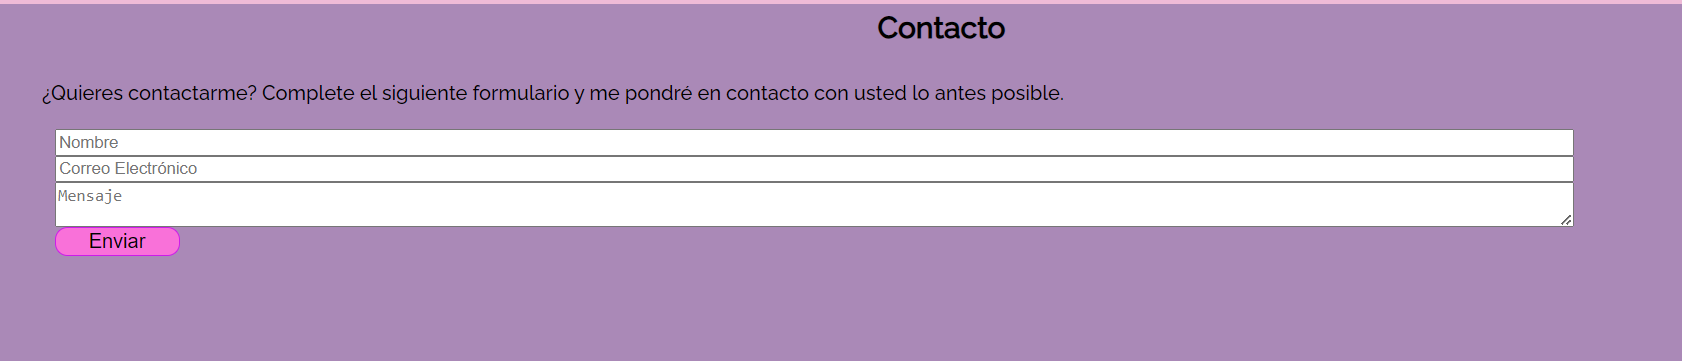 Contacto
¿Quieres contactarme? Complete el siguiente formulario y me pondré en contacto con usted lo antes posible.
Nombre
Correo Electrónico
Mensaje
Enviar